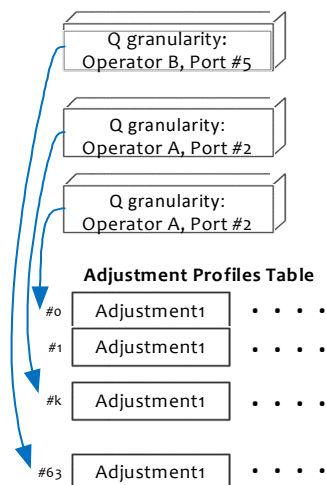 Q granularity:
Operator B, Port #5
Q granularity:
Operator A, Port #2
Q granularity:
Operator A, Port #2
Adjustment Profiles Table
#0 Adjustment1 . . . .
#1 Adjustment1
#k Adjustment1 . . . .
#63 Adjustment1 . . . .